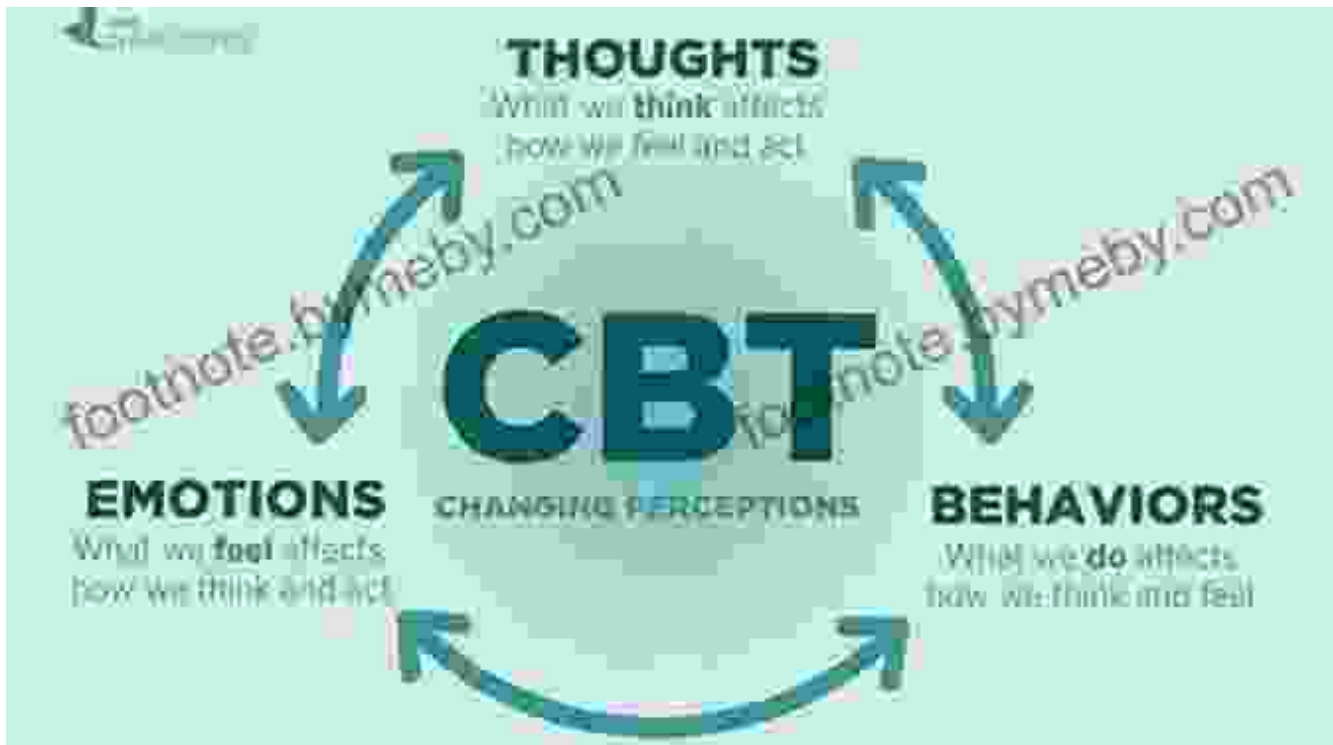 THOUGHTS
What we think affects
how we feel and act
footnote.bymeby.com
footnote.bymeby.com
CBT
CHANGING PERCEPTIONS
EMOTIONS
What we feel affects
how we think and act
BEHAVIORS
What we do affects
how we think and feel